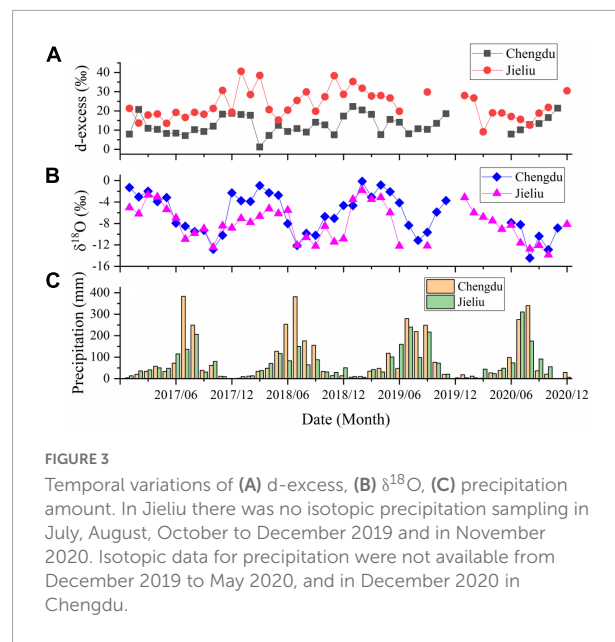 A
Chengdu
Jieliu
50
40
30
20
10
0
d-excess (‰)
B
Chengdu
Jieliu
0
-4
-8
-12
-16
δ¹⁸O (‰)
C
Chengdu
Jieliu
400
300
200
100
0
Precipitation (mm)
2017/06 2017/12 2018/06 2018/12 2019/06 2019/12 2020/06 2020/12
Date (Month)
FIGURE 3
Temporal variations of (A) d-excess, (B) δ¹⁸O, (C) precipitation
amount. In Jieliu there was no isotopic precipitation sampling in
July, August, October to December 2019 and in November
2020. Isotopic data for precipitation were not available from
December 2019 to May 2020, and in December 2020 in
Chengdu.